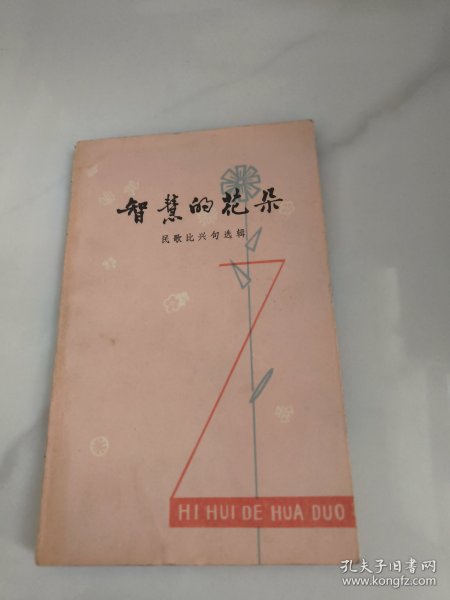 智慧的花朵
民歌比兴句选辑
HI HUI DE HUA DUO
孔夫子旧书网
www.kongfz.com